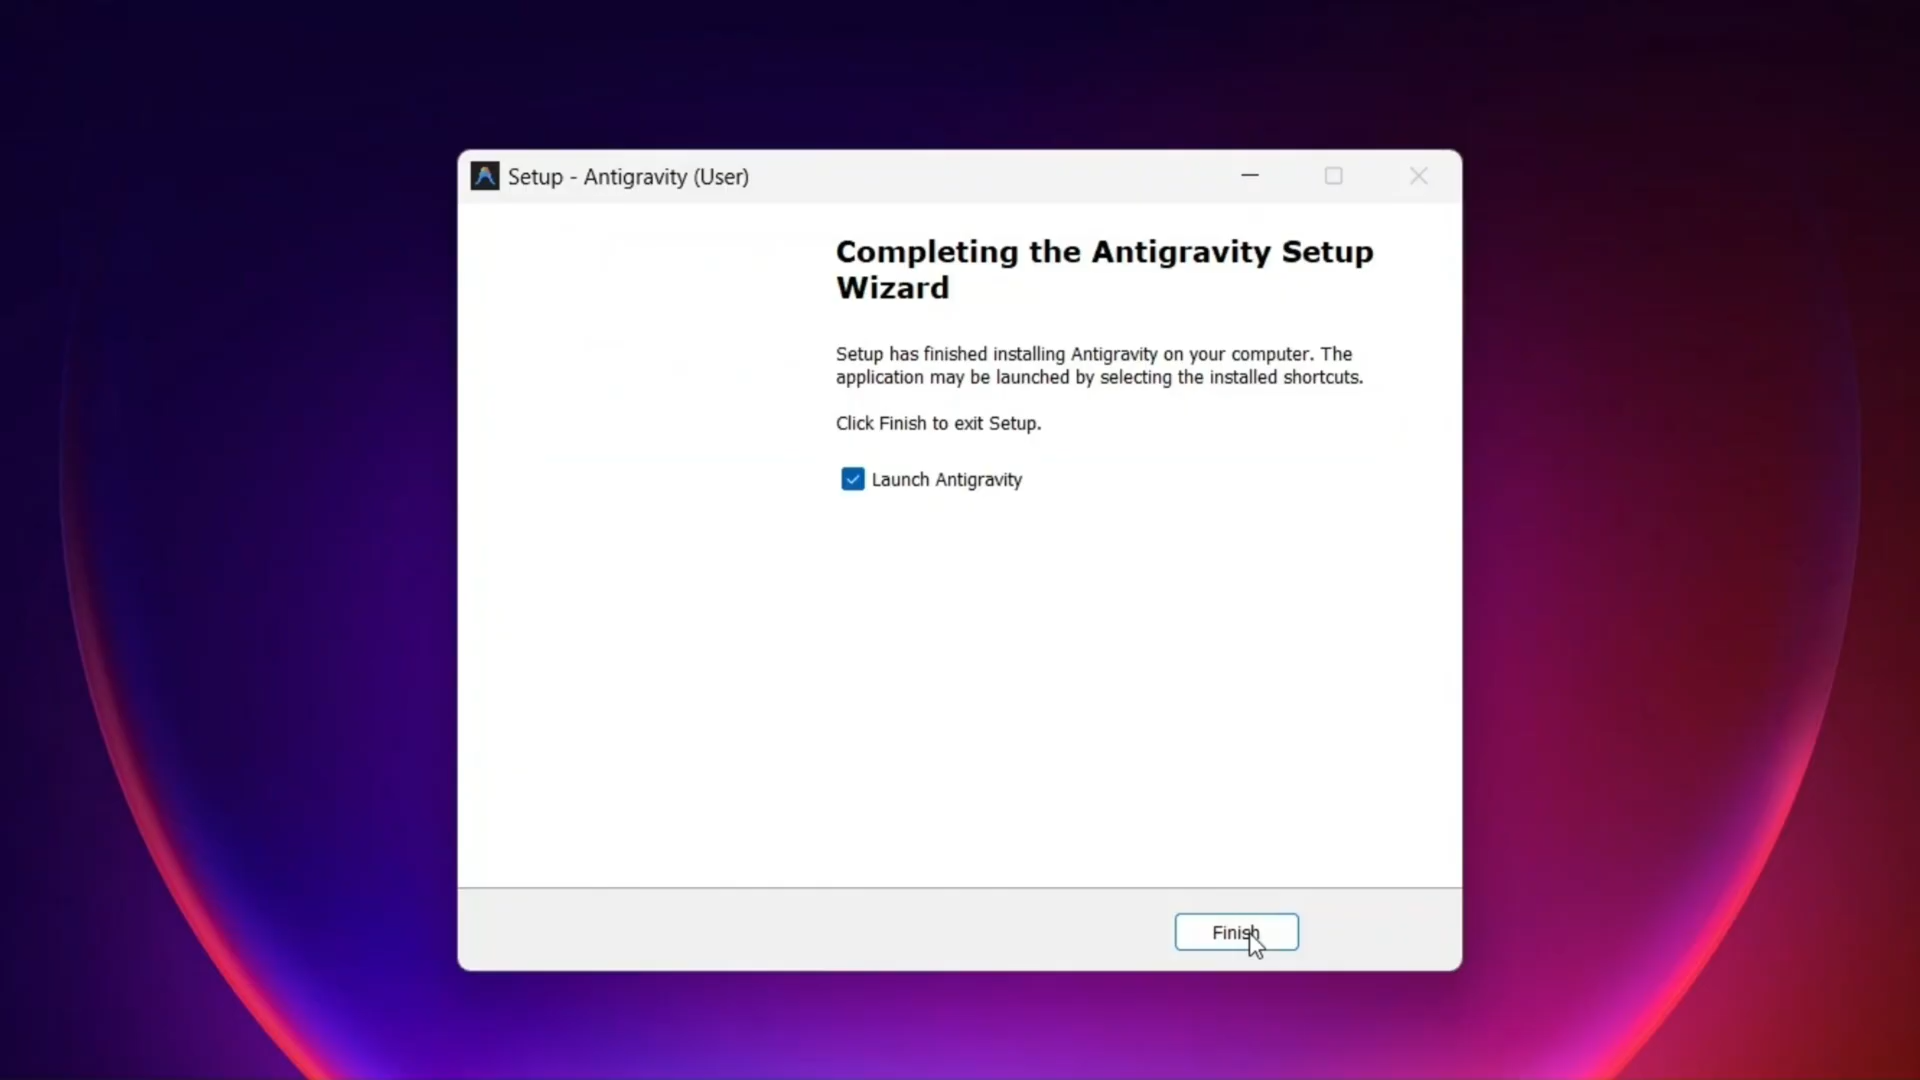 Setup - Antigravity (User)
Completing the Antigravity Setup
Wizard
Setup has finished installing Antigravity on your computer. The
application may be launched by selecting the installed shortcuts.
Click Finish to exit Setup.
Launch Antigravity
Finish